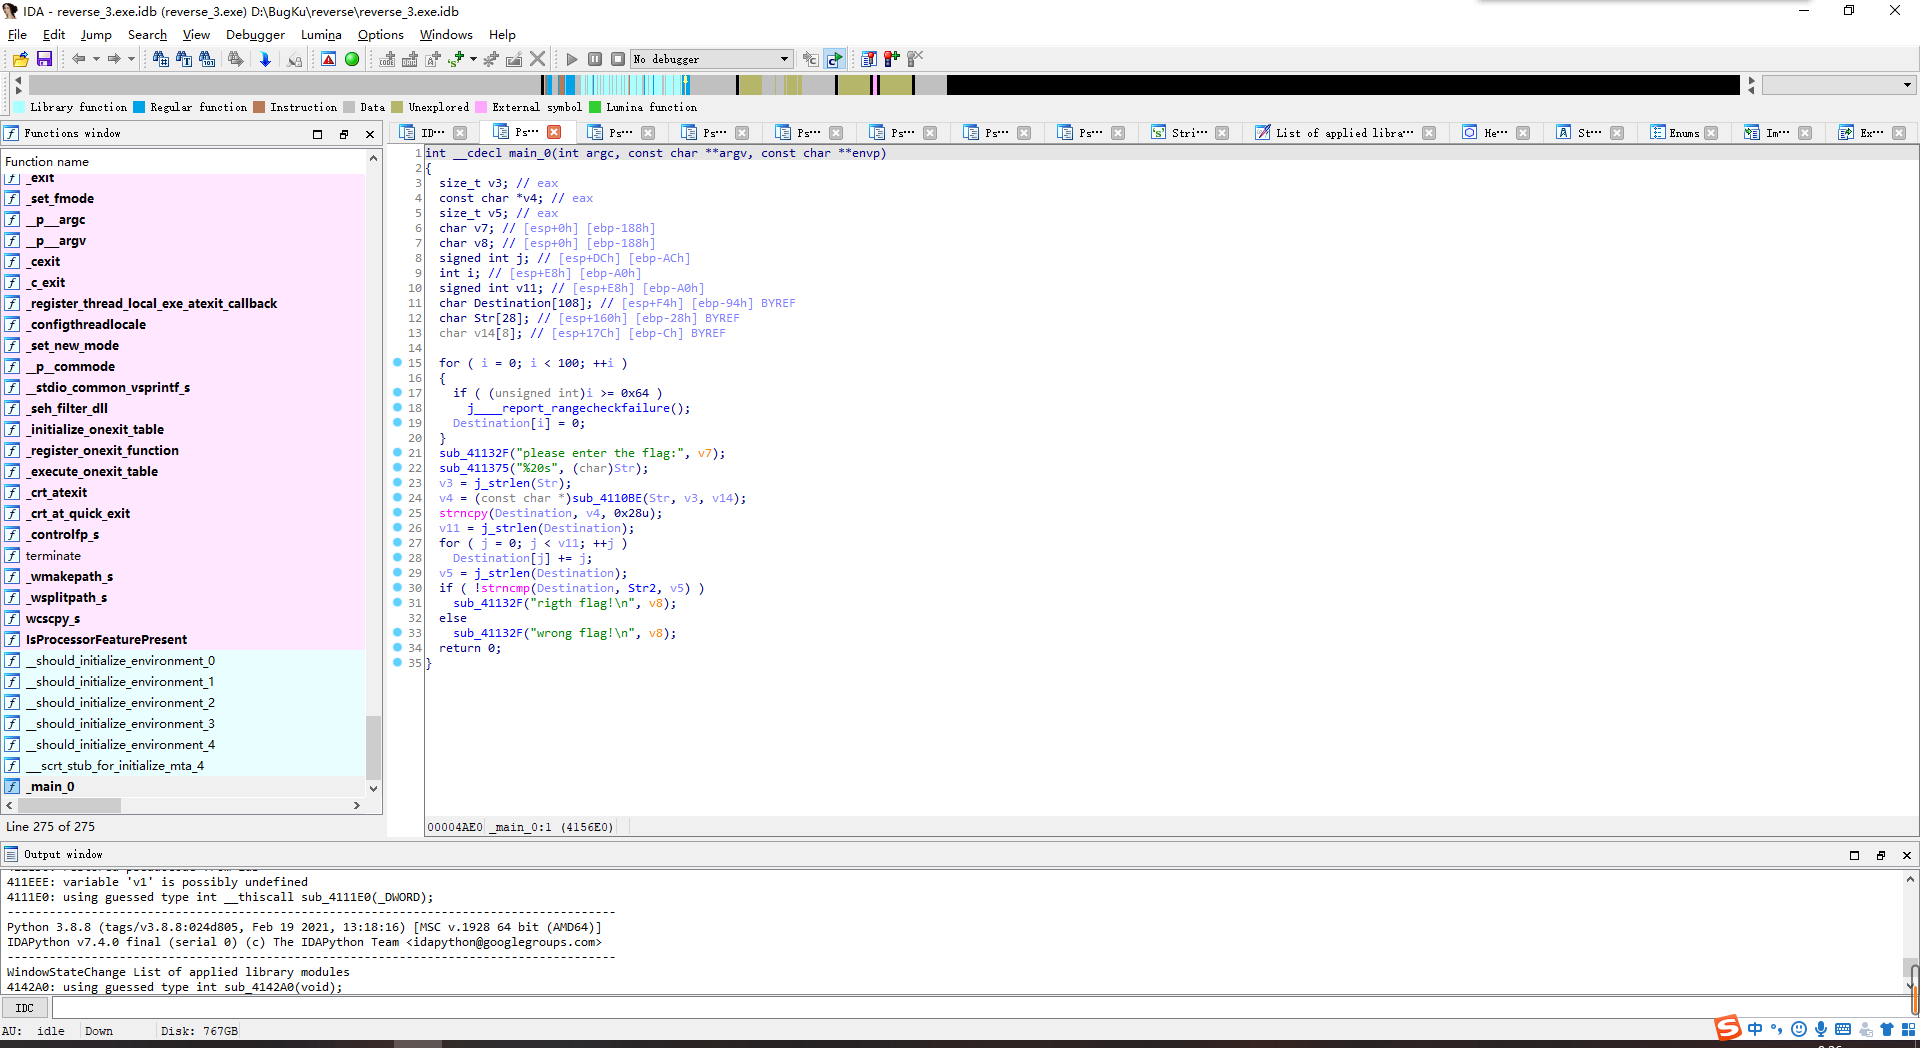 IDA - reverse_3.exe.idb (reverse_3.exe) D:\BugKu\reverse\reverse_3.exe.idb
File Edit Jump Search View Debugger Lumina Options Windows Help
No debugger
Library function Regular function Instruction Data Unexplored External symbol Lumina function
Functions window
ID··· Ps··· Ps··· Ps··· Ps··· Ps··· Ps··· Ps··· Stri··· List of applied libra··· He··· St··· Enums Im··· Ex···
Function name
_exit
_set_fmode
__p__argc
__p__argv
_cexit
_c_exit
_register_thread_local_exe_atexit_callback
_configthreadlocale
_set_new_mode
__p__commode
__stdio_common_vsprintf_s
_seh_filter_dll
_initialize_onexit_table
_register_onexit_function
_execute_onexit_table
_crt_atexit
_crt_at_quick_exit
_controlfp_s
terminate
_wmakepath_s
_wsplitpath_s
wcscpy_s
IsProcessorFeaturePresent
__should_initialize_environment_0
__should_initialize_environment_1
__should_initialize_environment_2
__should_initialize_environment_3
__should_initialize_environment_4
__scrt_stub_for_initialize_mta_4
_main_0
Line 275 of 275
1 int __cdecl main_0(int argc, const char **argv, const char **envp)
2 {
3 size_t v3; // eax
4 const char *v4; // eax
5 size_t v5; // eax
6 char v7; // [esp+0h] [ebp-188h]
7 char v8; // [esp+0h] [ebp-188h]
8 signed int j; // [esp+DCh] [ebp-ACh]
9 int i; // [esp+E8h] [ebp-A0h]
10 signed int v11; // [esp+E8h] [ebp-A0h]
11 char Destination[108]; // [esp+F4h] [ebp-94h] BYREF
12 char Str[28]; // [esp+160h] [ebp-28h] BYREF
13 char v14[8]; // [esp+17Ch] [ebp-Ch] BYREF
14
15 for ( i = 0; i < 100; ++i )
16 {
17 if ( (unsigned int)i >= 0x64 )
18 j____report_rangecheckfailure();
19 Destination[i] = 0;
20 }
21 sub_41132F("please enter the flag:", v7);
22 sub_411375("%20s", (char)Str);
23 v3 = j_strlen(Str);
24 v4 = (const char *)sub_4110BE(Str, v3, v14);
25 strncpy(Destination, v4, 0x28u);
26 v11 = j_strlen(Destination);
27 for ( j = 0; j < v11; ++j )
28 Destination[j] += j;
29 v5 = j_strlen(Destination);
30 if ( !strncmp(Destination, Str2, v5) )
31 sub_41132F("rigth flag!\n", v8);
32 else
33 sub_41132F("wrong flag!\n", v8);
34 return 0;
35 }
00004AE0 _main_0:1 (4156E0)
Output window
411EEE: variable 'v1' is possibly undefined
4111E0: using guessed type int __thiscall sub_4111E0(_DWORD);
---------------------------------------------------------------------------------------
Python 3.8.8 (tags/v3.8.8:024d805, Feb 19 2021, 13:18:16) [MSC v.1928 64 bit (AMD64)]
IDAPython v7.4.0 final (serial 0) (c) The IDAPython Team <idapython@googlegroups.com>
---------------------------------------------------------------------------------------
WindowStateChange List of applied library modules
4142A0: using guessed type int sub_4142A0(void);
IDC
AU: idle Down Disk: 767GB
中